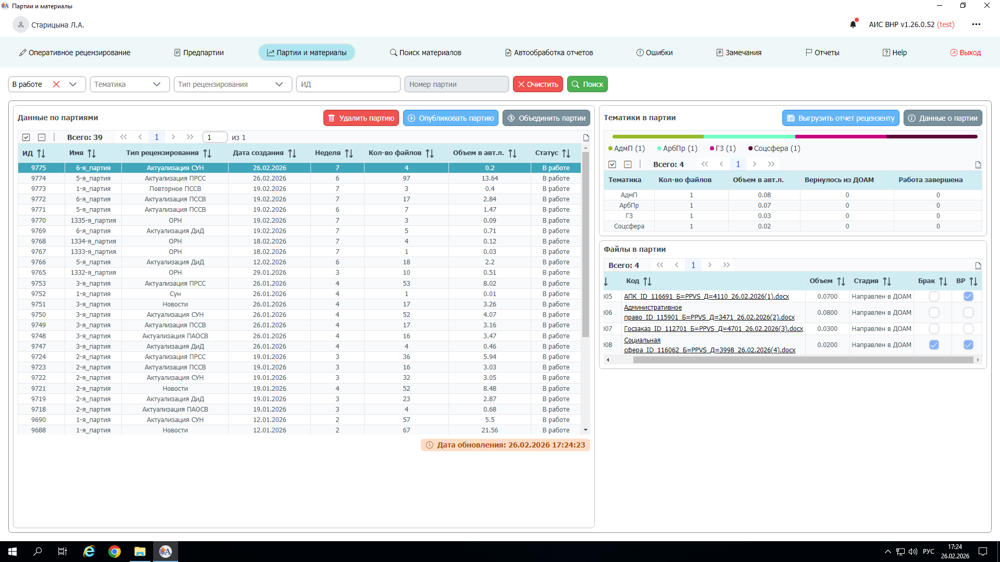 Партии и материалы
Старицына Л.А.
АИС ВНР v1.26.0.52 (test)
Оперативное рецензирование Предпартии Партии и материалы Поиск материалов Автообработка отчетов Ошибки Замечания Отчеты Help Выход
В работе Тематика Тип рецензирования ИД Номер партии Очистить Поиск
Данные по партиями Удалить партию Опубликовать партию Объединить партии
Всего: 39 1 1 из 1
ИД Имя Тип рецензирования Дата создания Неделя Кол-во файлов Объем в авт.л. Статус
9775 6-я_партия Актуализация СУН 26.02.2026 7 4 0.2 В работе
9774 5-я_партия Актуализация ПРСС 26.02.2026 6 97 13.64 В работе
9773 1-я_партия Повторное ПССВ 19.02.2026 7 3 0.4 В работе
9772 6-я_партия Актуализация ПССВ 19.02.2026 7 17 2.84 В работе
9771 5-я_партия Актуализация ПССВ 19.02.2026 6 7 1.47 В работе
9770 1335-я_партия ОРН 19.02.2026 7 3 0.09 В работе
9769 6-я_партия Актуализация ДиД 19.02.2026 7 5 0.71 В работе
9768 1334-я_партия ОРН 18.02.2026 7 4 0.12 В работе
9767 1333-я_партия ОРН 18.02.2026 7 1 0.03 В работе
9766 5-я_партия Актуализация ДиД 12.02.2026 6 18 2.2 В работе
9765 1332-я_партия ОРН 29.01.2026 3 10 0.51 В работе
9753 3-я_партия Актуализация ПРСС 26.01.2026 4 53 8.02 В работе
9752 1-я_партия Сун 26.01.2026 4 1 0.01 В работе
9751 3-я_партия Новости 26.01.2026 4 17 3.26 В работе
9750 3-я_партия Актуализация СУН 26.01.2026 4 52 4.07 В работе
9749 3-я_партия Актуализация ПССВ 26.01.2026 4 17 3.16 В работе
9748 3-я_партия Актуализация ПАОСВ 26.01.2026 4 16 3.47 В работе
9747 3-я_партия Актуализация ДиД 26.01.2026 4 4 0.46 В работе
9724 2-я_партия Актуализация ПРСС 19.01.2026 3 36 5.94 В работе
9723 2-я_партия Актуализация ПССВ 19.01.2026 3 16 3.03 В работе
9722 2-я_партия Актуализация СУН 19.01.2026 3 32 3.05 В работе
9721 2-я_партия Новости 19.01.2026 4 52 8.48 В работе
9719 2-я_партия Актуализация ДиД 19.01.2026 3 23 2.87 В работе
9718 2-я_партия Актуализация ПАОСВ 19.01.2026 3 4 0.68 В работе
9690 1-я_партия Актуализация СУН 12.01.2026 2 57 5.5 В работе
9688 1-я_партия Новости 12.01.2026 2 67 21.56 В работе
Дата обновления: 26.02.2026 17:24:23
Тематики в партии Выгрузить отчет рецензенту Данные о партии
АдмП (1) АрбПр (1) ГЗ (1) Соцсфера (1)
Всего: 4 1
Тематика Кол-во файлов Объем в авт.л. Вернулось из ДОАМ Работа завершена
АдмП 1 0.08 0 0
АрбПр 1 0.07 0 0
ГЗ 1 0.03 0 0
Соцсфера 1 0.02 0 0
Файлы в партии
Всего: 4 1
Код Объем Стадия Брак ВР
005 АПК_ID_116691_Б=PPVS_Д=4110_26.02.2026(1).docx 0.0700 Направлен в ДОАМ
Административное
006 право_ID_115901_Б=PPVS_Д=3471_26.02.2026(2).docx 0.0800 Направлен в ДОАМ
007 Госзаказ_ID_112701_Б=PPVS_Д=4701_26.02.2026(3).docx 0.0300 Направлен в ДОАМ
Социальная
008 сфера_ID_116062_Б=PPVS_Д=3998_26.02.2026(4).docx 0.0200 Направлен в ДОАМ
РУС
17:24
26.02.2026